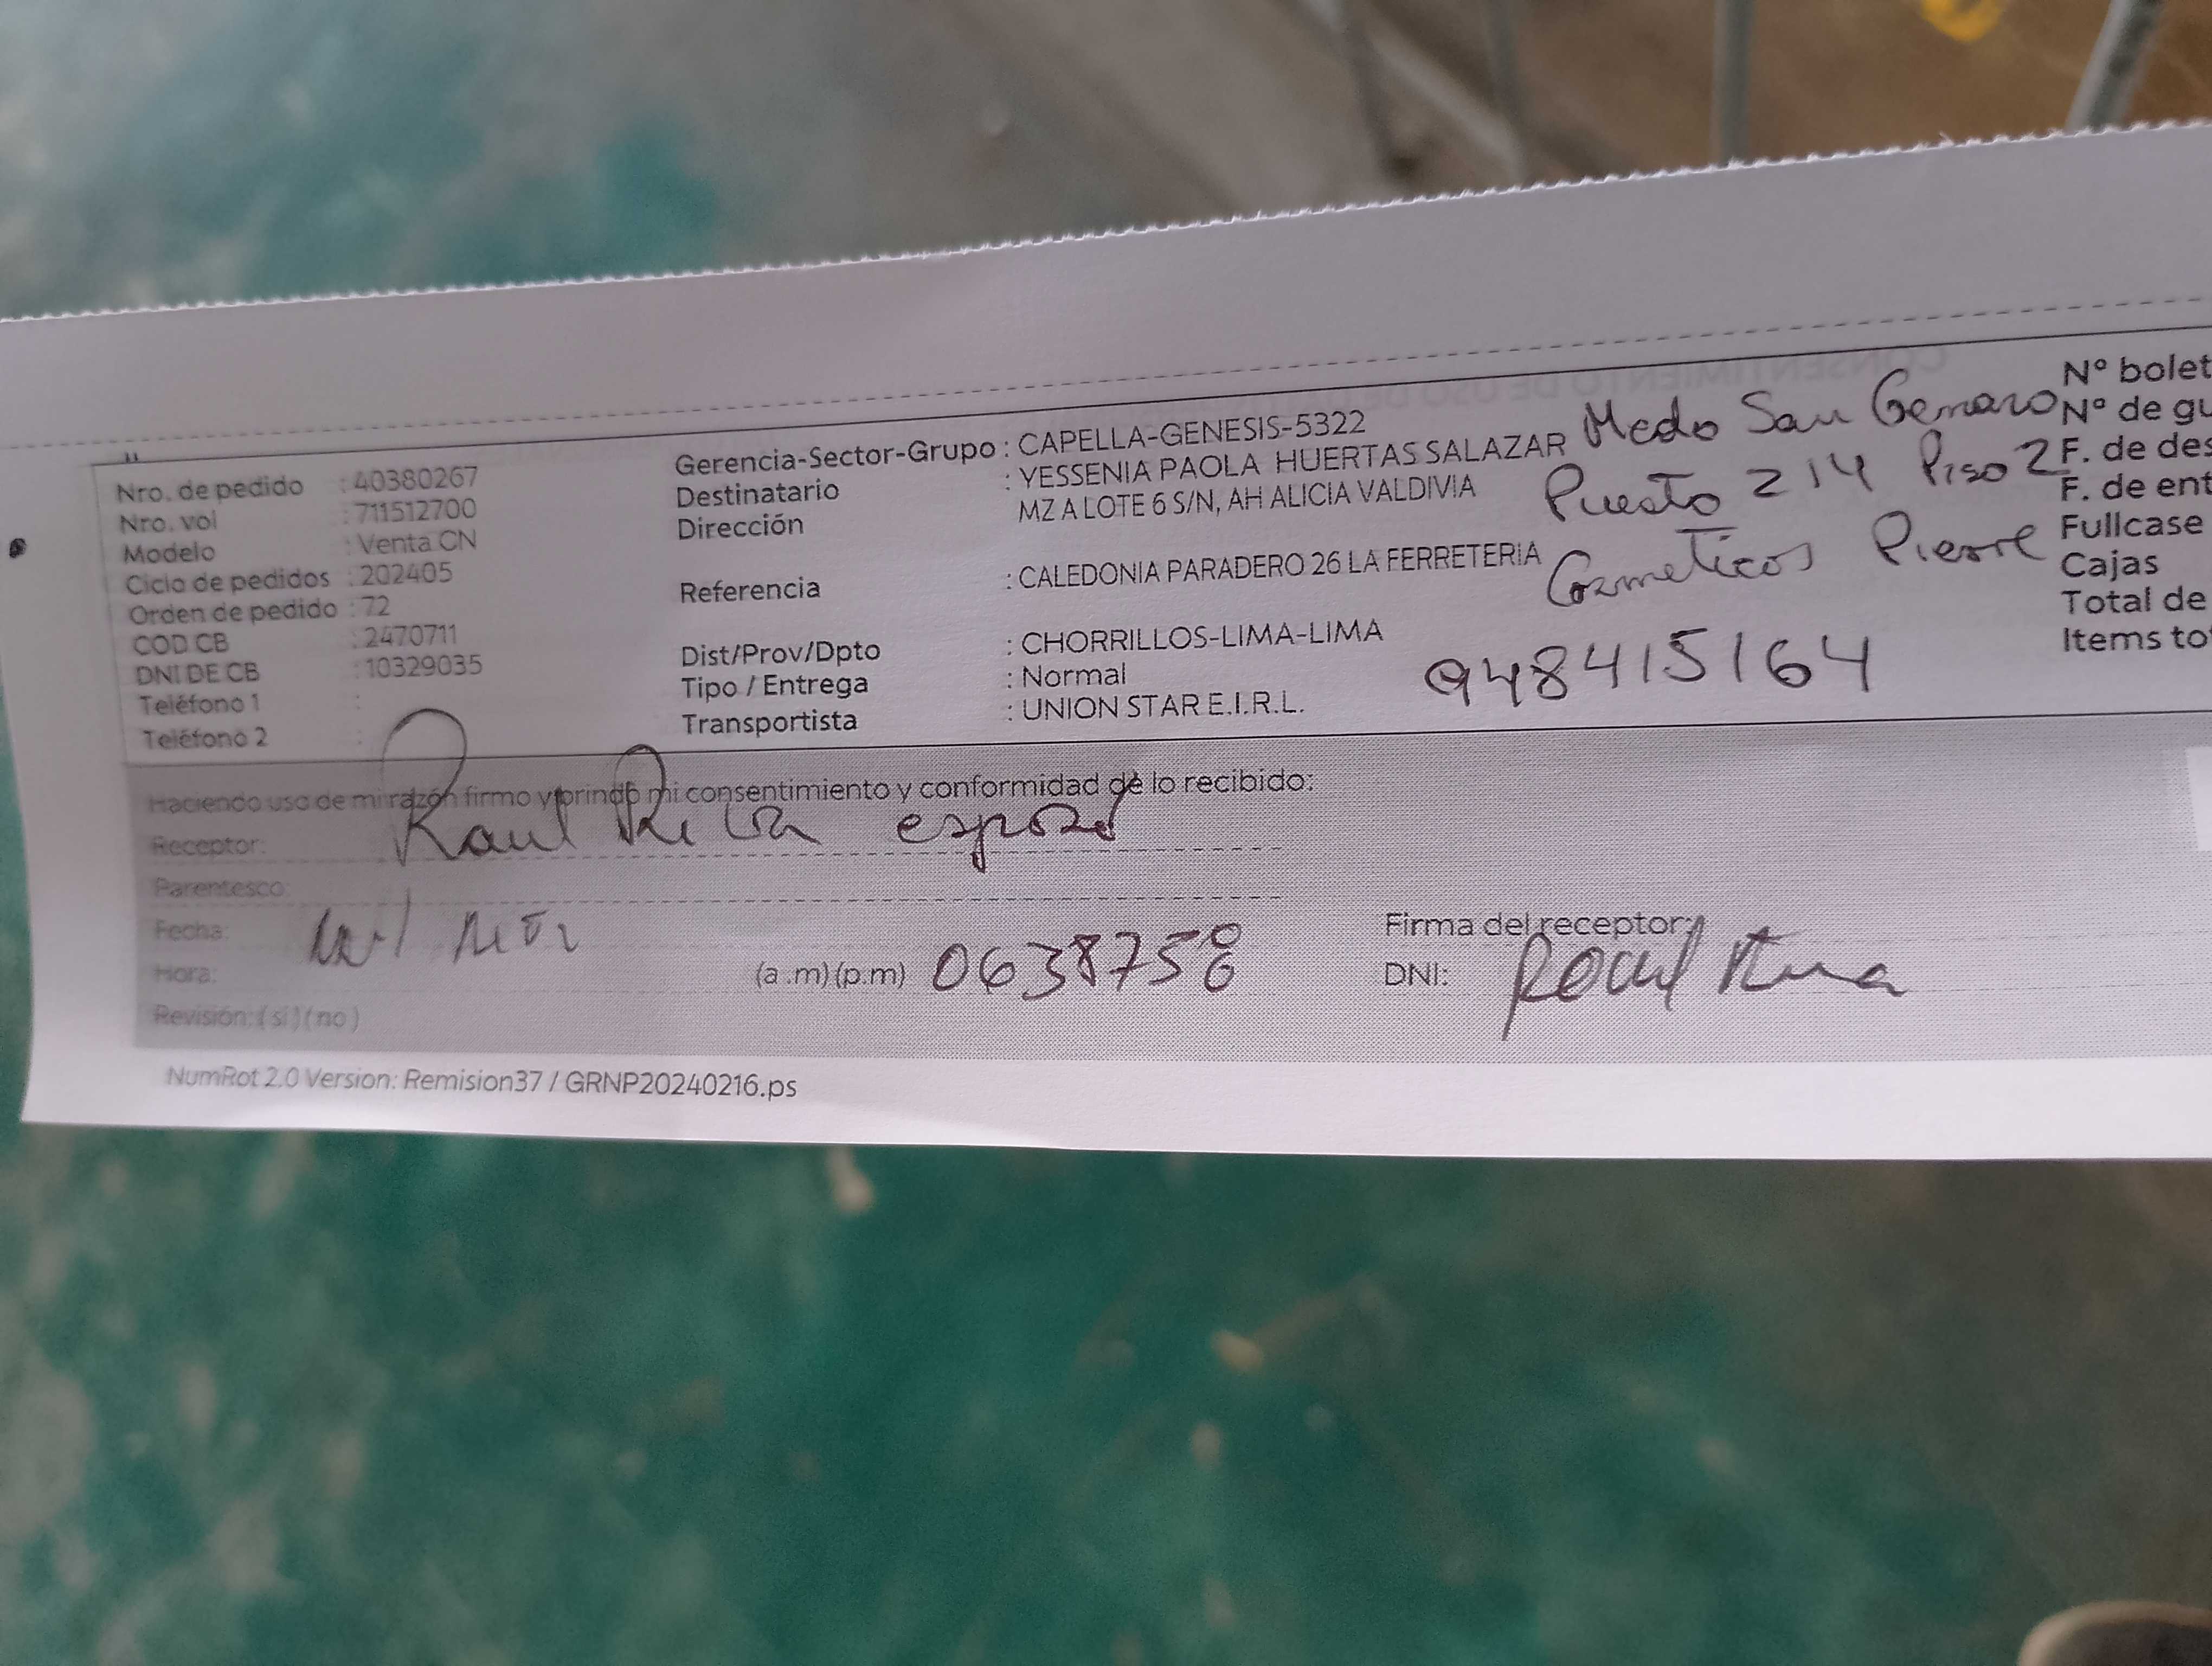 Nro. de pedido : 40380267
Nro. vol : 711512700
Modelo : Venta CN
Ciclo de pedidos : 202405
Orden de pedido : 72
COD CB : 2470711
DNI DE CB : 10329035
Teléfono 1 :
Teléfono 2 :
Gerencia-Sector-Grupo : CAPELLA-GENESIS-5322
Destinatario : YESSENIA PAOLA HUERTAS SALAZAR
Dirección MZ A LOTE 6 S/N, AH ALICIA VALDIVIA
Referencia : CALEDONIA PARADERO 26 LA FERRETERIA
Dist/Prov/Dpto : CHORRILLOS-LIMA-LIMA
Tipo / Entrega : Normal
Transportista : UNION STAR E.I.R.L.
San Genaro
Puesto 214 Piso 2
Cosmeticos Pierre
948415164
Nº bolet
Nº de gu
F. de des
F. de ent
Fullcase
Cajas
Total de
Items to
Haciendo uso de mi razón firmo y brindo mi consentimiento y conformidad de lo recibido:
Receptor: Raul
Parentesco:
Fecha:
Hora: (a.m) (p.m)
Revisión: ( si ) ( no )
Firma del receptor:
DNI: Raul
NumRot 2.0 Version: Remision37 / GRNP20240216.ps